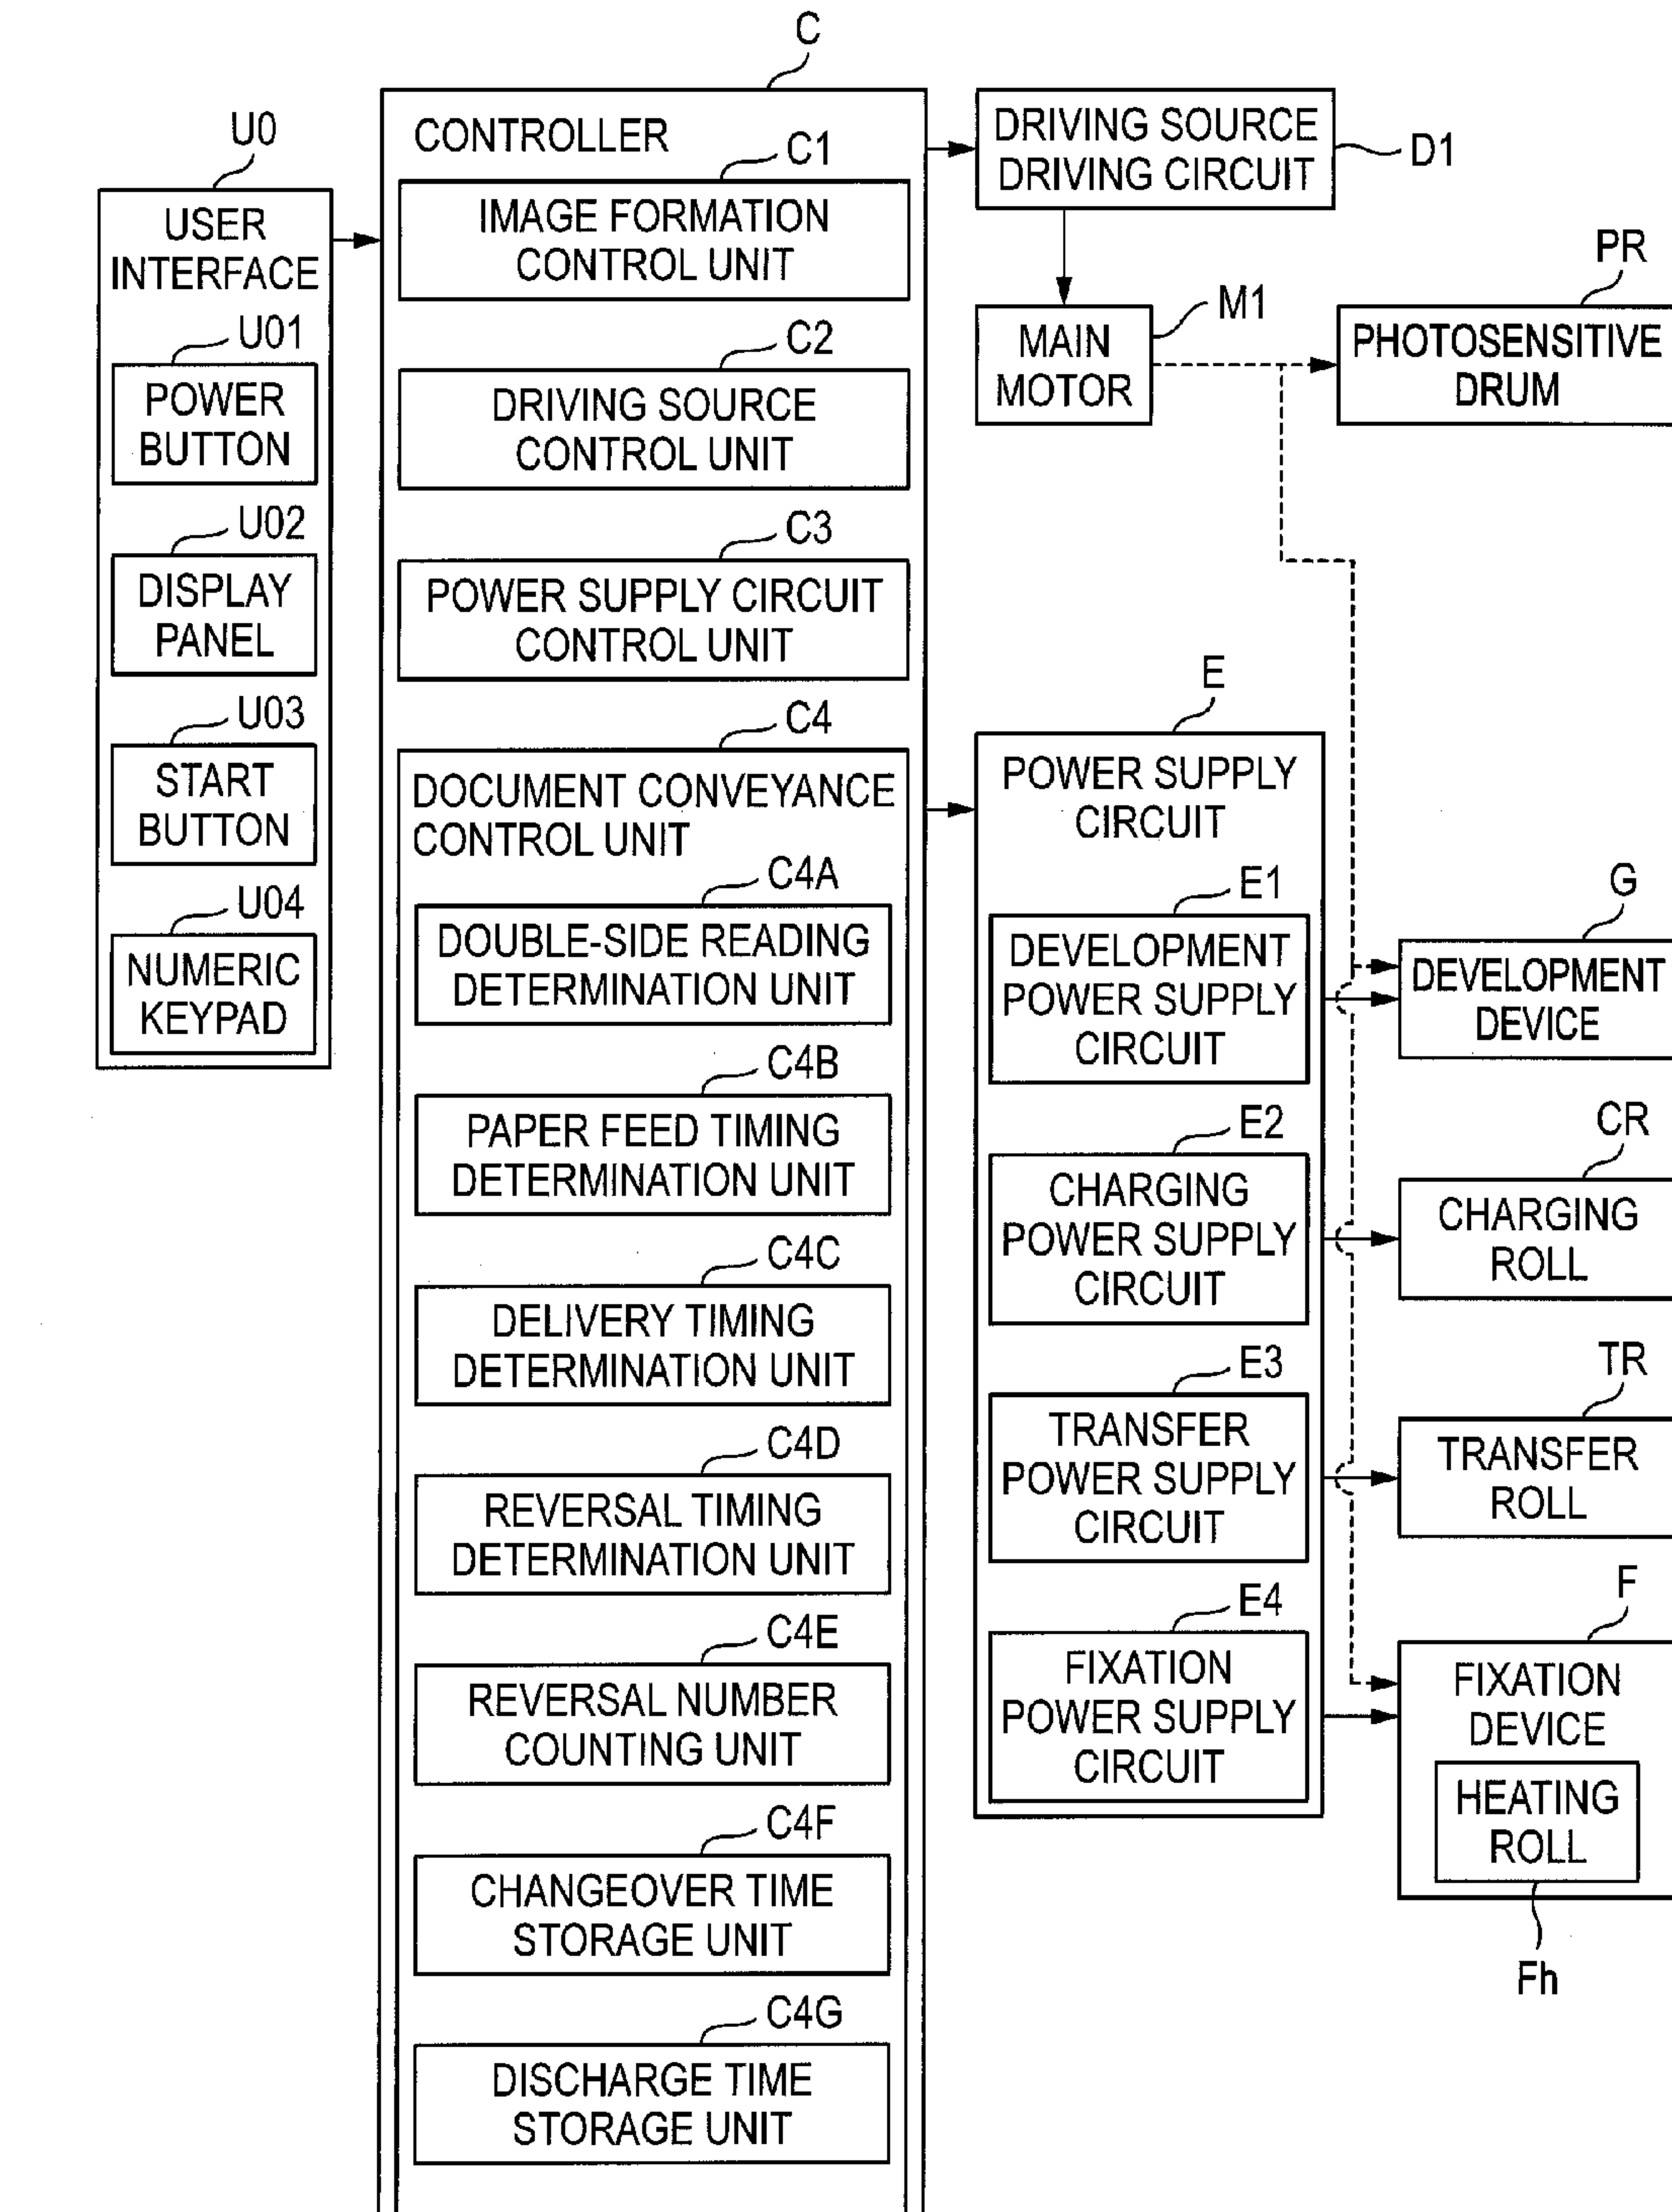 U0
USER
INTERFACE
U01
POWER
BUTTON
U02
DISPLAY
PANEL
U03
START
BUTTON
U04
NUMERIC
KEYPAD
C
CONTROLLER
C1
IMAGE FORMATION
CONTROL UNIT
C2
DRIVING SOURCE
CONTROL UNIT
C3
POWER SUPPLY CIRCUIT
CONTROL UNIT
C4
DOCUMENT CONVEYANCE
CONTROL UNIT
C4A
DOUBLE-SIDE READING
DETERMINATION UNIT
C4B
PAPER FEED TIMING
DETERMINATION UNIT
C4C
DELIVERY TIMING
DETERMINATION UNIT
C4D
REVERSAL TIMING
DETERMINATION UNIT
C4E
REVERSAL NUMBER
COUNTING UNIT
C4F
CHANGEOVER TIME
STORAGE UNIT
C4G
DISCHARGE TIME
STORAGE UNIT
DRIVING SOURCE
DRIVING CIRCUIT
D1
MAIN
MOTOR
M1
PR
PHOTOSENSITIVE
DRUM
E
POWER SUPPLY
CIRCUIT
E1
DEVELOPMENT
POWER SUPPLY
CIRCUIT
E2
CHARGING
POWER SUPPLY
CIRCUIT
E3
TRANSFER
POWER SUPPLY
CIRCUIT
E4
FIXATION
POWER SUPPLY
CIRCUIT
G
DEVELOPMENT
DEVICE
CR
CHARGING
ROLL
TR
TRANSFER
ROLL
F
FIXATION
DEVICE
HEATING
ROLL
Fh